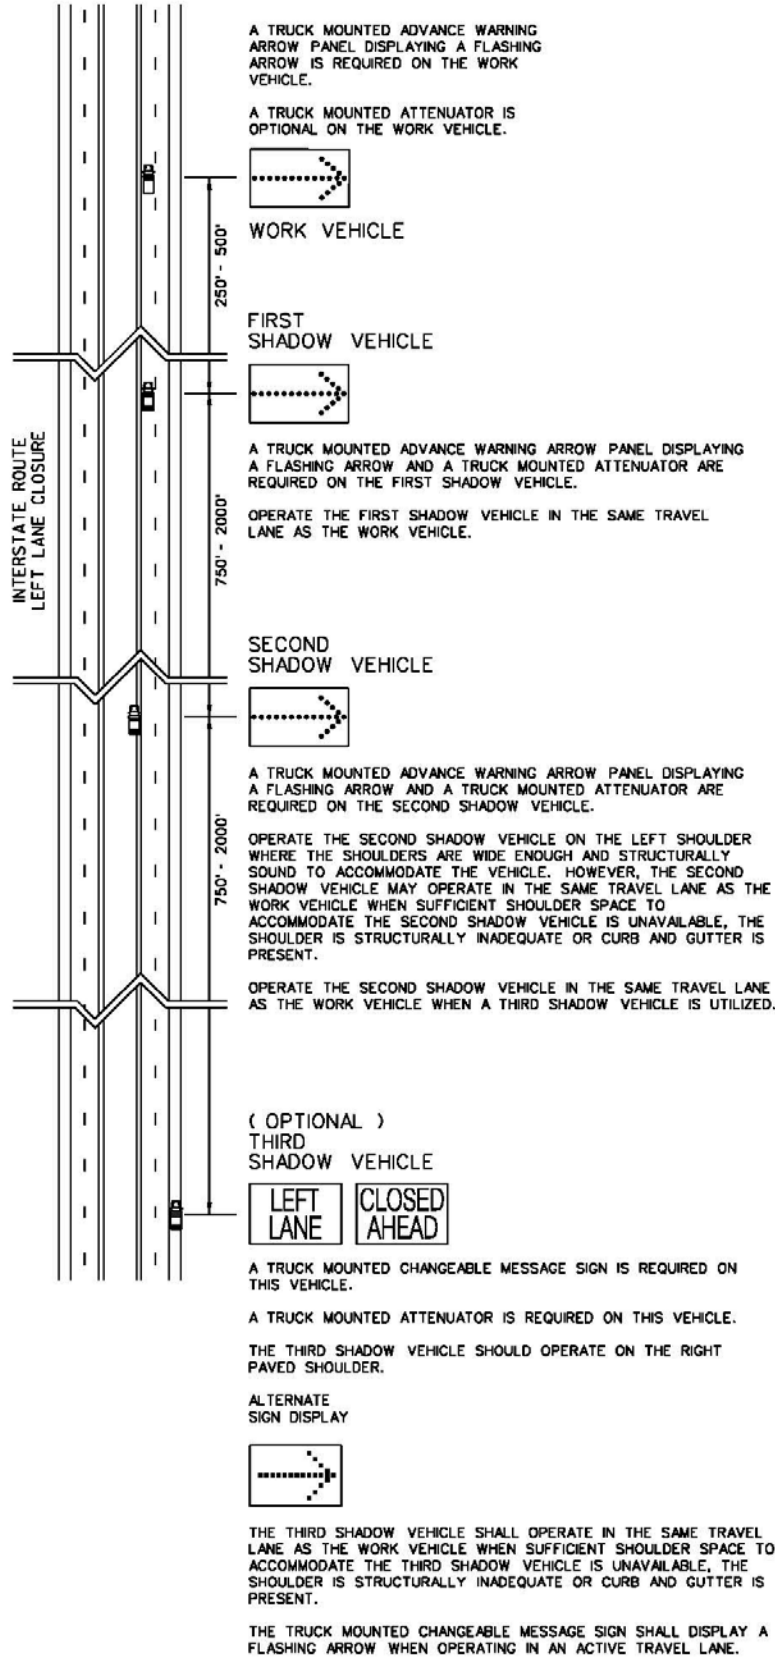 A TRUCK MOUNTED ADVANCE WARNING
ARROW PANEL DISPLAYING A FLASHING
ARROW IS REQUIRED ON THE WORK
VEHICLE.
A TRUCK MOUNTED ATTENUATOR IS
OPTIONAL ON THE WORK VEHICLE.
WORK VEHICLE
250' - 500'
FIRST
SHADOW VEHICLE
INTERSTATE ROUTE
LEFT LANE CLOSURE
A TRUCK MOUNTED ADVANCE WARNING ARROW PANEL DISPLAYING
A FLASHING ARROW AND A TRUCK MOUNTED ATTENUATOR ARE
REQUIRED ON THE FIRST SHADOW VEHICLE.
OPERATE THE FIRST SHADOW VEHICLE IN THE SAME TRAVEL
LANE AS THE WORK VEHICLE.
750' - 2000'
SECOND
SHADOW VEHICLE
A TRUCK MOUNTED ADVANCE WARNING ARROW PANEL DISPLAYING
A FLASHING ARROW AND A TRUCK MOUNTED ATTENUATOR ARE
REQUIRED ON THE SECOND SHADOW VEHICLE.
750' - 2000'
OPERATE THE SECOND SHADOW VEHICLE ON THE LEFT SHOULDER
WHERE THE SHOULDERS ARE WIDE ENOUGH AND STRUCTURALLY
SOUND TO ACCOMMODATE THE VEHICLE. HOWEVER, THE SECOND
SHADOW VEHICLE MAY OPERATE IN THE SAME TRAVEL LANE AS THE
WORK VEHICLE WHEN SUFFICIENT SHOULDER SPACE TO
ACCOMMODATE THE SECOND SHADOW VEHICLE IS UNAVAILABLE, THE
SHOULDER IS STRUCTURALLY INADEQUATE OR CURB AND GUTTER IS
PRESENT.
OPERATE THE SECOND SHADOW VEHICLE IN THE SAME TRAVEL LANE
AS THE WORK VEHICLE WHEN A THIRD SHADOW VEHICLE IS UTILIZED.
( OPTIONAL )
THIRD
SHADOW VEHICLE
LEFT LANE
CLOSED AHEAD
A TRUCK MOUNTED CHANGEABLE MESSAGE SIGN IS REQUIRED ON
THIS VEHICLE.
A TRUCK MOUNTED ATTENUATOR IS REQUIRED ON THIS VEHICLE.
THE THIRD SHADOW VEHICLE SHOULD OPERATE ON THE RIGHT
PAVED SHOULDER.
ALTERNATE
SIGN DISPLAY
THE THIRD SHADOW VEHICLE SHALL OPERATE IN THE SAME TRAVEL
LANE AS THE WORK VEHICLE WHEN SUFFICIENT SHOULDER SPACE TO
ACCOMMODATE THE THIRD SHADOW VEHICLE IS UNAVAILABLE, THE
SHOULDER IS STRUCTURALLY INADEQUATE OR CURB AND GUTTER IS
PRESENT.
THE TRUCK MOUNTED CHANGEABLE MESSAGE SIGN SHALL DISPLAY A
FLASHING ARROW WHEN OPERATING IN AN ACTIVE TRAVEL LANE.